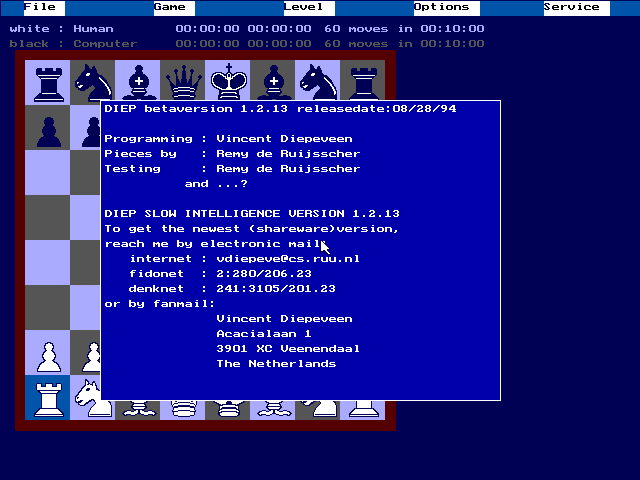 File Game Level Options Service
white : Human 00:00:00 00:00:00 60 moves in 00:10:00
black : Computer 00:00:00 00:00:00 60 moves in 00:10:00
DIEP betaversion 1.2.13 releasedate:08/28/94
Programming : Vincent Diepeveen
Pieces by : Remy de Ruijsscher
Testing : Remy de Ruijsscher
and ...?
DIEP SLOW INTELLIGENCE VERSION 1.2.13
To get the newest (shareware)version,
reach me by electronic mail:
internet : vdiepeve@cs.ruu.nl
fidonet : 2:280/206.23
denknet : 241:3105/201.23
or by fanmail:
Vincent Diepeveen
Acacialaan 1
3901 XC Veenendaal
The Netherlands